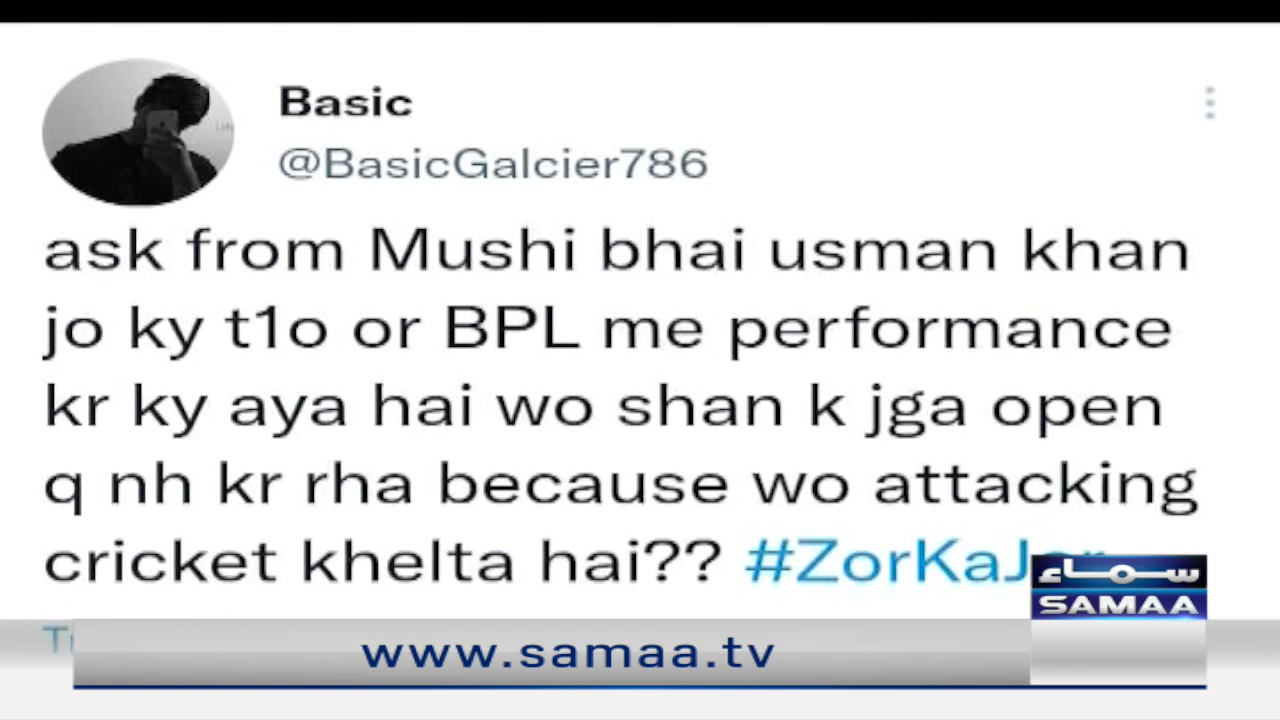 Basic
@BasicGalcier786
ask from Mushi bhai usman khan
jo ky t1o or BPL me performance
kr ky aya hai wo shan k jga open
q nh kr rha because wo attacking
cricket khelta hai?? #ZorKaJ
سماء
SAMAA
www.samaa.tv